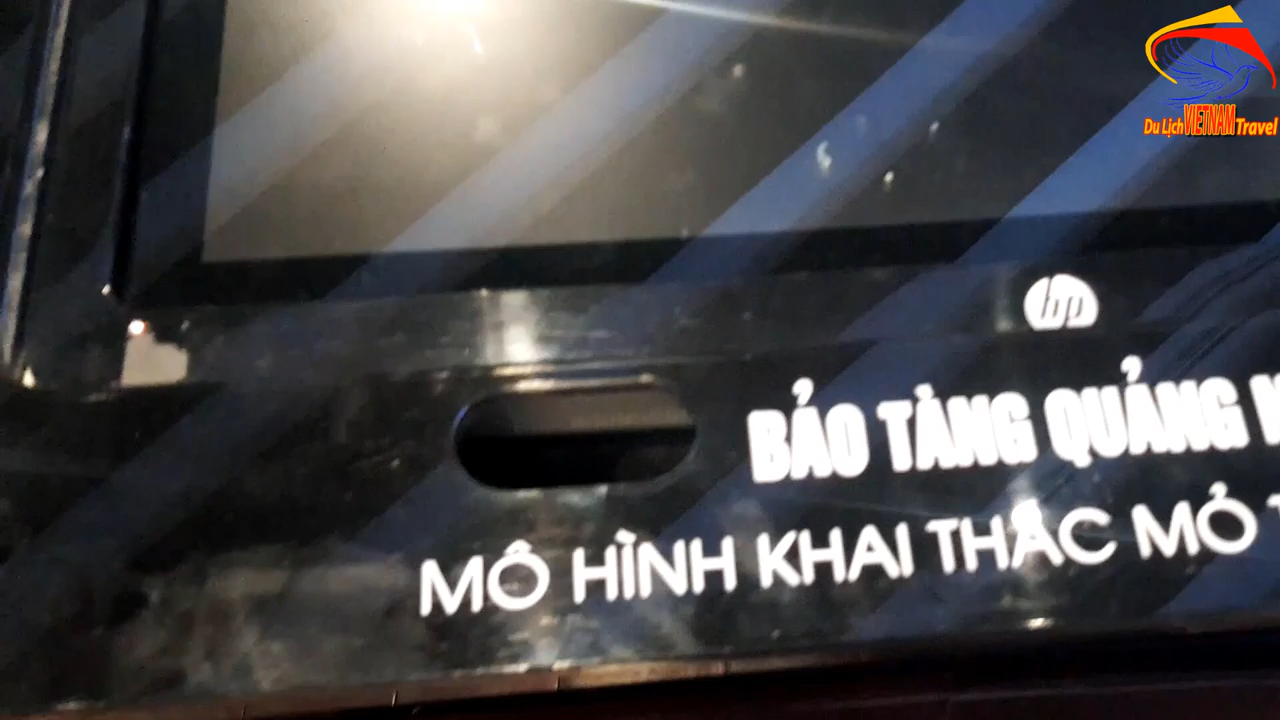 Du Lịch VIETNAM Travel
hp
BẢO TÀNG QUẢNG
MÔ HÌNH KHAI THÁC MỎ